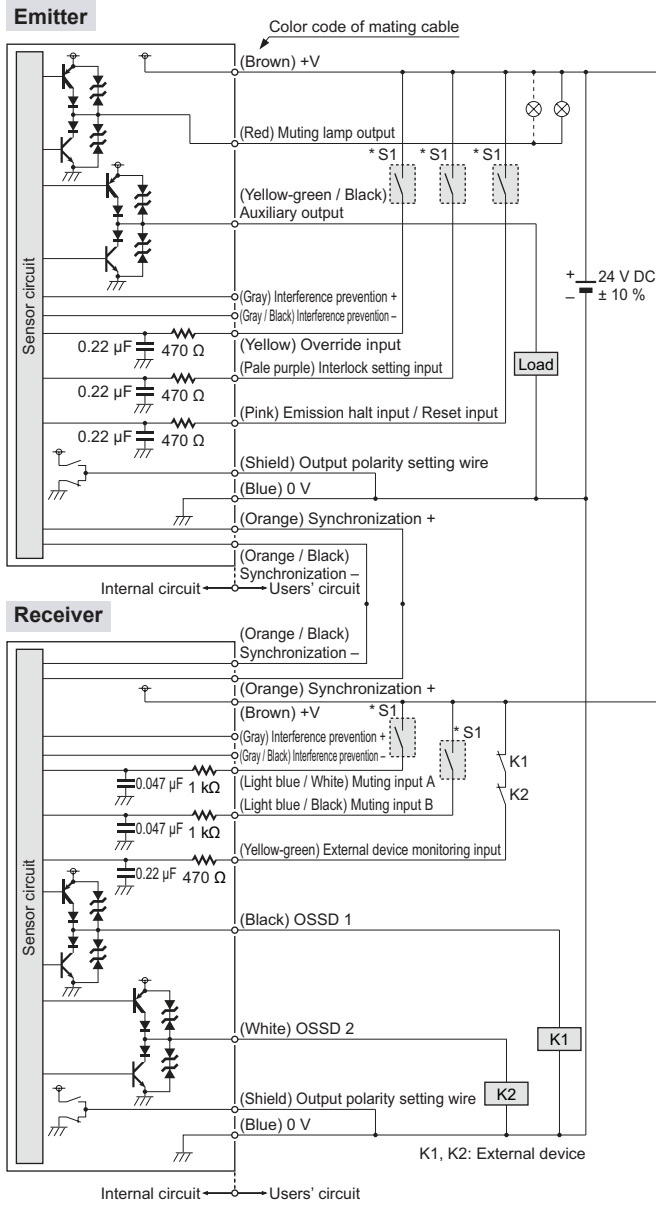 Emitter
Color code of mating cable
(Brown) +V
(Red) Muting lamp output
* S1
* S1
* S1
(Yellow-green / Black)
Auxiliary output
+
–
24 V DC
± 10 %
Sensor circuit
(Gray) Interference prevention +
(Gray / Black) Interference prevention –
0.22 µF
470 Ω
(Yellow) Override input
(Pale purple) Interlock setting input
Load
0.22 µF
470 Ω
(Pink) Emission halt input / Reset input
0.22 µF
470 Ω
(Shield) Output polarity setting wire
(Blue) 0 V
(Orange) Synchronization +
(Orange / Black)
Synchronization –
Internal circuit
Users' circuit
Receiver
(Orange / Black)
Synchronization –
(Orange) Synchronization +
(Brown) +V
* S1
* S1
(Gray) Interference prevention +
(Gray / Black) Interference prevention –
K1
0.047 µF
1 kΩ
(Light blue / White) Muting input A
K2
(Light blue / Black) Muting input B
0.047 µF
1 kΩ
(Yellow-green) External device monitoring input
0.22 µF
470 Ω
Sensor circuit
(Black) OSSD 1
(White) OSSD 2
K1
K2
(Shield) Output polarity setting wire
(Blue) 0 V
K1, K2: External device
Internal circuit
Users' circuit